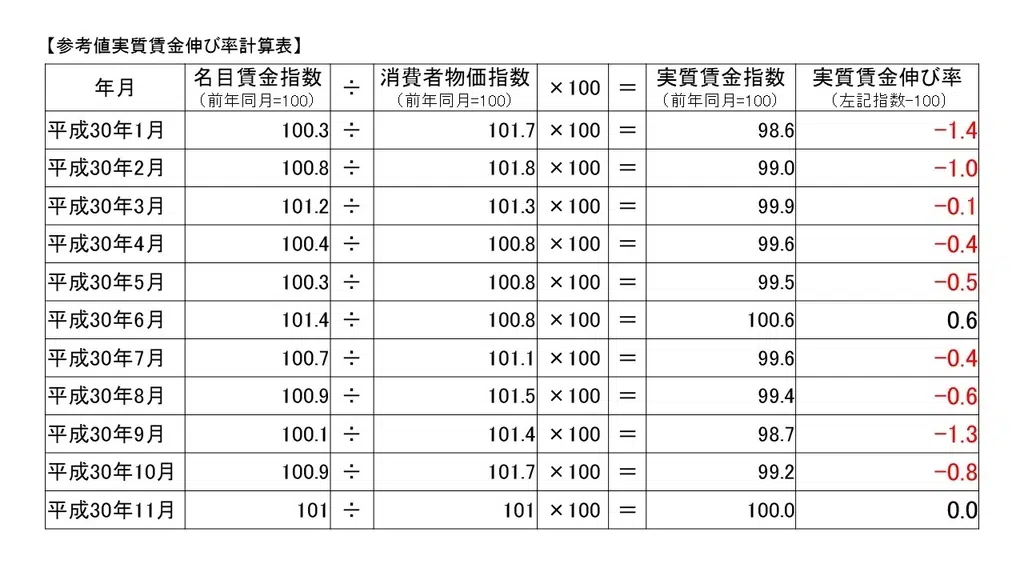 【参考値実質賃金伸び率計算表】
年月 名目賃金指数 ÷ 消費者物価指数 ×100 = 実質賃金指数 実質賃金伸び率
(前年同月=100) (前年同月=100) (前年同月=100) (左記指数-100)
平成30年1月 100.3 ÷ 101.7 ×100 = 98.6 -1.4
平成30年2月 100.8 ÷ 101.8 ×100 = 99.0 -1.0
平成30年3月 101.2 ÷ 101.3 ×100 = 99.9 -0.1
平成30年4月 100.4 ÷ 100.8 ×100 = 99.6 -0.4
平成30年5月 100.3 ÷ 100.8 ×100 = 99.5 -0.5
平成30年6月 101.4 ÷ 100.8 ×100 = 100.6 0.6
平成30年7月 100.7 ÷ 101.1 ×100 = 99.6 -0.4
平成30年8月 100.9 ÷ 101.5 ×100 = 99.4 -0.6
平成30年9月 100.1 ÷ 101.4 ×100 = 98.7 -1.3
平成30年10月 100.9 ÷ 101.7 ×100 = 99.2 -0.8
平成30年11月 101 ÷ 101 ×100 = 100.0 0.0